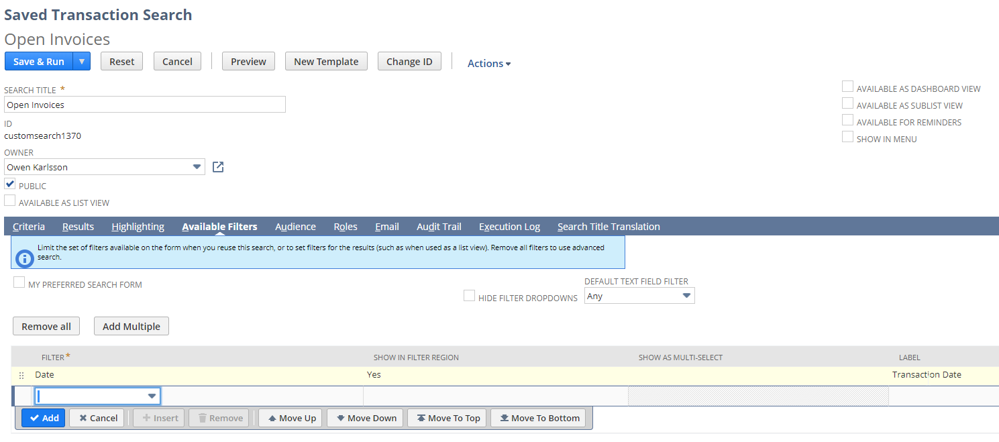 Saved Transaction Search
Open Invoices
Save & Run Reset Cancel Preview New Template Change ID Actions
SEARCH TITLE *
Open Invoices
ID
customsearch1370
OWNER
Owen Karlsson
PUBLIC
AVAILABLE AS LIST VIEW
AVAILABLE AS DASHBOARD VIEW
AVAILABLE AS SUBLIST VIEW
AVAILABLE FOR REMINDERS
SHOW IN MENU
Criteria Results Highlighting Available Filters Audience Roles Email Audit Trail Execution Log Search Title Translation
Limit the set of filters available on the form when you reuse this search, or to set filters for the results (such as when used as a list view). Remove all filters to use advanced
search.
MY PREFERRED SEARCH FORM
HIDE FILTER DROPDOWNS
DEFAULT TEXT FIELD FILTER
Any
Remove all Add Multiple
FILTER * SHOW IN FILTER REGION SHOW AS MULTI-SELECT LABEL
Date Yes Transaction Date
Add Cancel Insert Remove Move Up Move Down Move To Top Move To Bottom